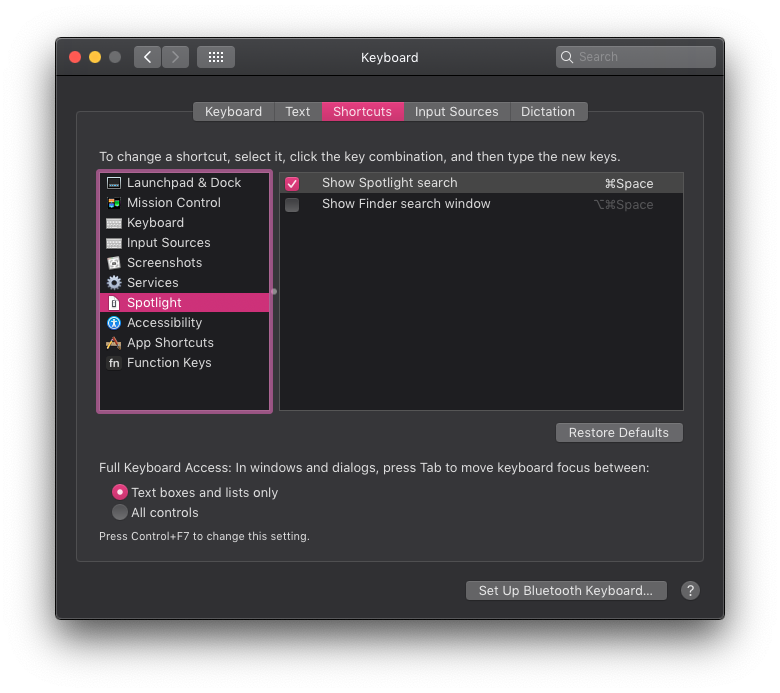 Keyboard
Search
Keyboard
Text
Shortcuts
Input Sources
Dictation
To change a shortcut, select it, click the key combination, and then type the new keys.
Launchpad & Dock
Mission Control
Keyboard
Input Sources
Screenshots
Services
Spotlight
Accessibility
App Shortcuts
fn Function Keys
Show Spotlight search ⌘Space
Show Finder search window ⌥⌘Space
Restore Defaults
Full Keyboard Access: In windows and dialogs, press Tab to move keyboard focus between:
Text boxes and lists only
All controls
Press Control+F7 to change this setting.
Set Up Bluetooth Keyboard...
?